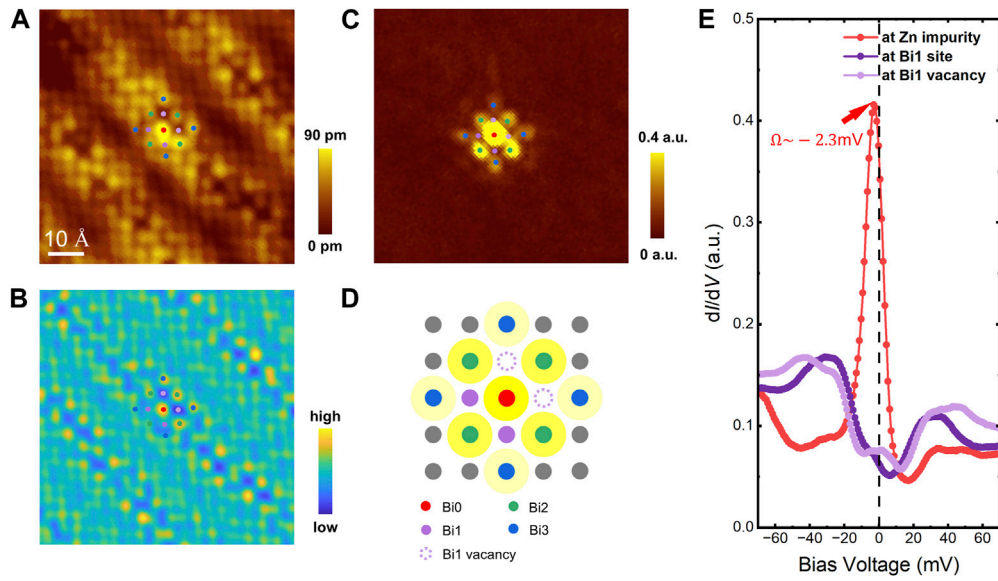 A
90 pm
0 pm
10 Å
B
high
low
C
0.4 a.u.
0 a.u.
D
Bi0
Bi2
Bi1
Bi3
Bi1 vacancy
E
0.5
0.4
0.3
0.2
0.1
0.0
dI/dV (a.u.)
at Zn impurity
at Bi1 site
at Bi1 vacancy
Ω~ − 2.3mV
−60 −40 −20 0 20 40 60
Bias Voltage (mV)